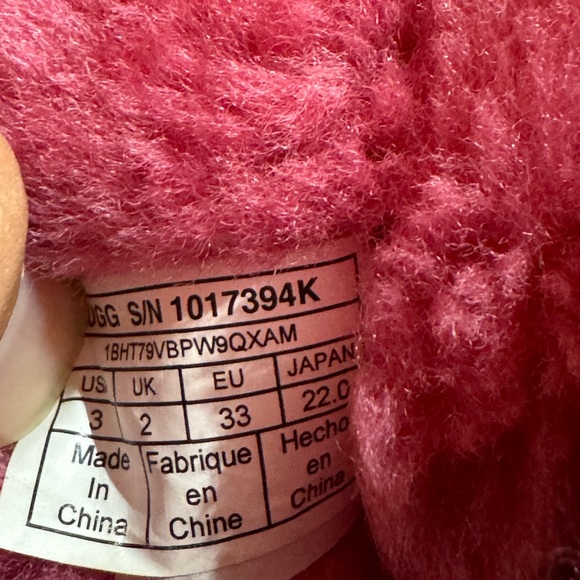 UGG S/N 1017394K
1BHT79VBPW9QXAM
US UK EU JAPAN
3 2 33 22.0
Made Fabrique Hecho
In en en
China Chine China